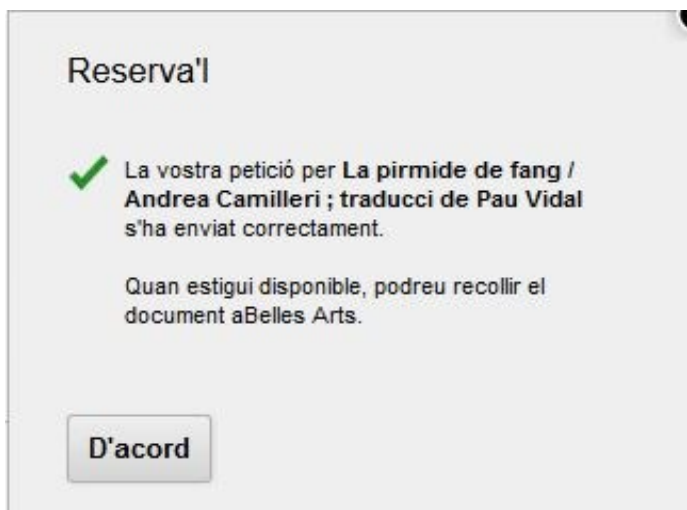 Reserva'l
La vostra petició per La pirmide de fang /
Andrea Camilleri ; traducci de Pau Vidal
s'ha enviat correctament.
Quan estigui disponible, podreu recollir el
document aBelles Arts.
D'acord